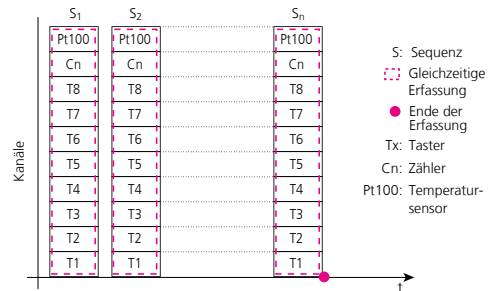 S1 S2 Sn
Pt100 Pt100 Pt100
Cn Cn Cn
T8 T8 T8
T7 T7 T7
T6 T6 T6
T5 T5 T5
T4 T4 T4
T3 T3 T3
T2 T2 T2
T1 T1 T1
Kanäle
t
S: Sequenz
Gleichzeitige
Erfassung
Ende der
Erfassung
Tx: Taster
Cn: Zähler
Pt100: Temperatur-
sensor